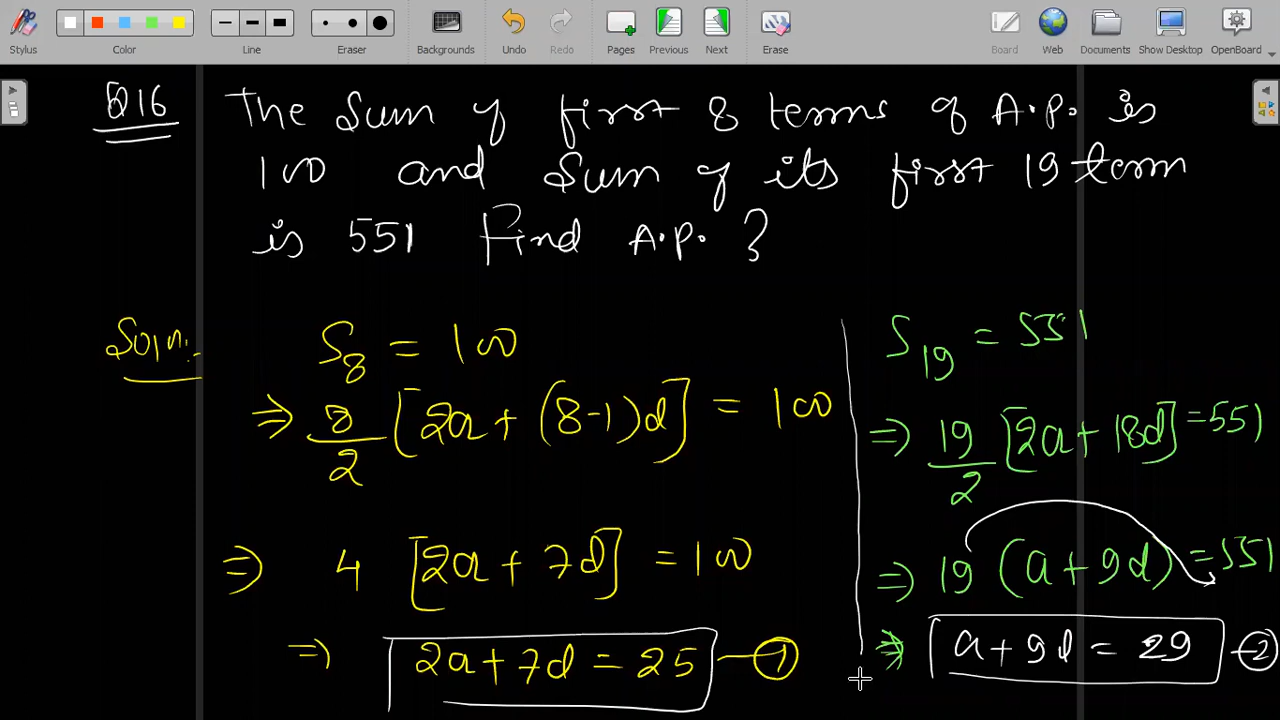 Stylus Color Line Eraser Backgrounds Undo Redo Pages Previous Next Erase Board Web Documents Show Desktop OpenBoard
Q16 The Sum of first 8 terms of A.P. is
100 and Sum of its first 19 term
is 551 Find A.P. ?
Soln:-
S₈ = 100
⇒ 8/2 [2a + (8-1)d] = 100
⇒ 4 [2a + 7d] = 100
⇒ 2a + 7d = 25 —①
S₁₉ = 551
⇒ 19/2 [2a + 18d] = 551
⇒ 19 (a + 9d) = 551
⇒ a + 9d = 29 —②